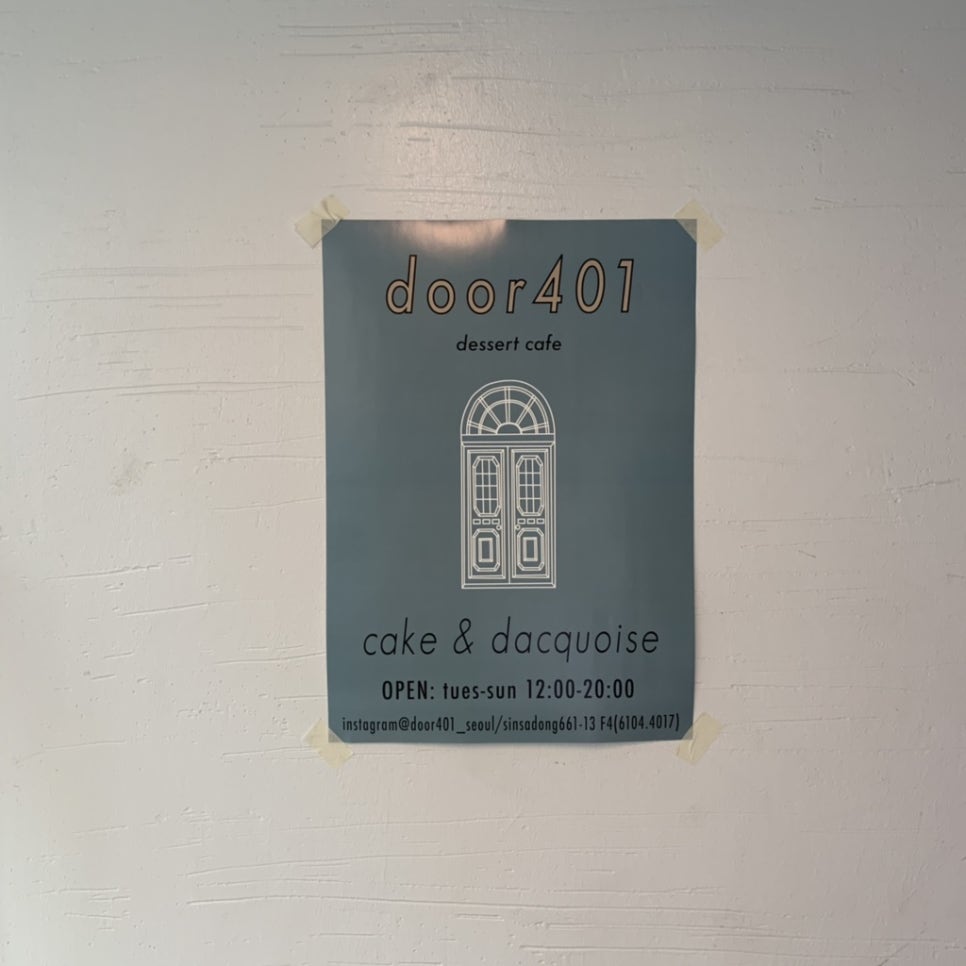 door401
dessert cafe
cake & dacquoise
OPEN: tues-sun 12:00-20:00
instagram@door401_seoul/sinsadong661-13 F4(6104.4017)